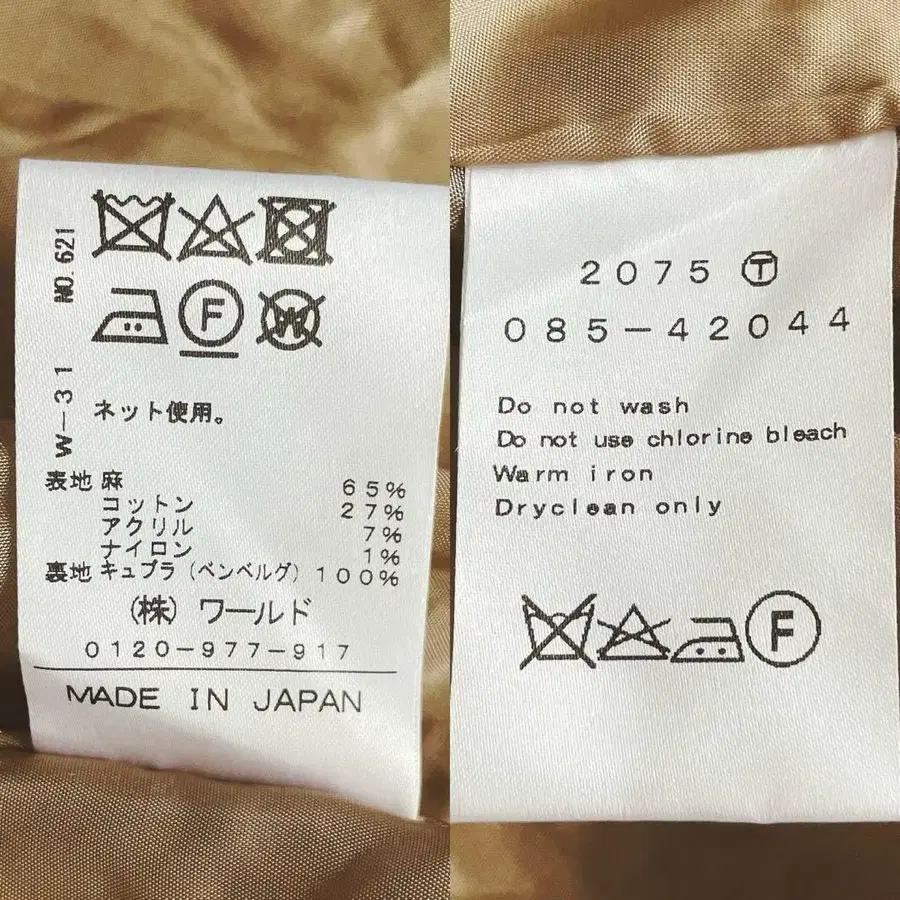 NO.621
W-31
F
W
ネット使用。
表地 麻 65%
コットン 27%
アクリル 7%
ナイロン 1%
裏地 キュプラ (ベンベルグ) 100%
(株) ワールド
0120-977-917
MADE IN JAPAN
2075 Ⓣ
085-42044
Do not wash
Do not use chlorine bleach
Warm iron
Dryclean only
F